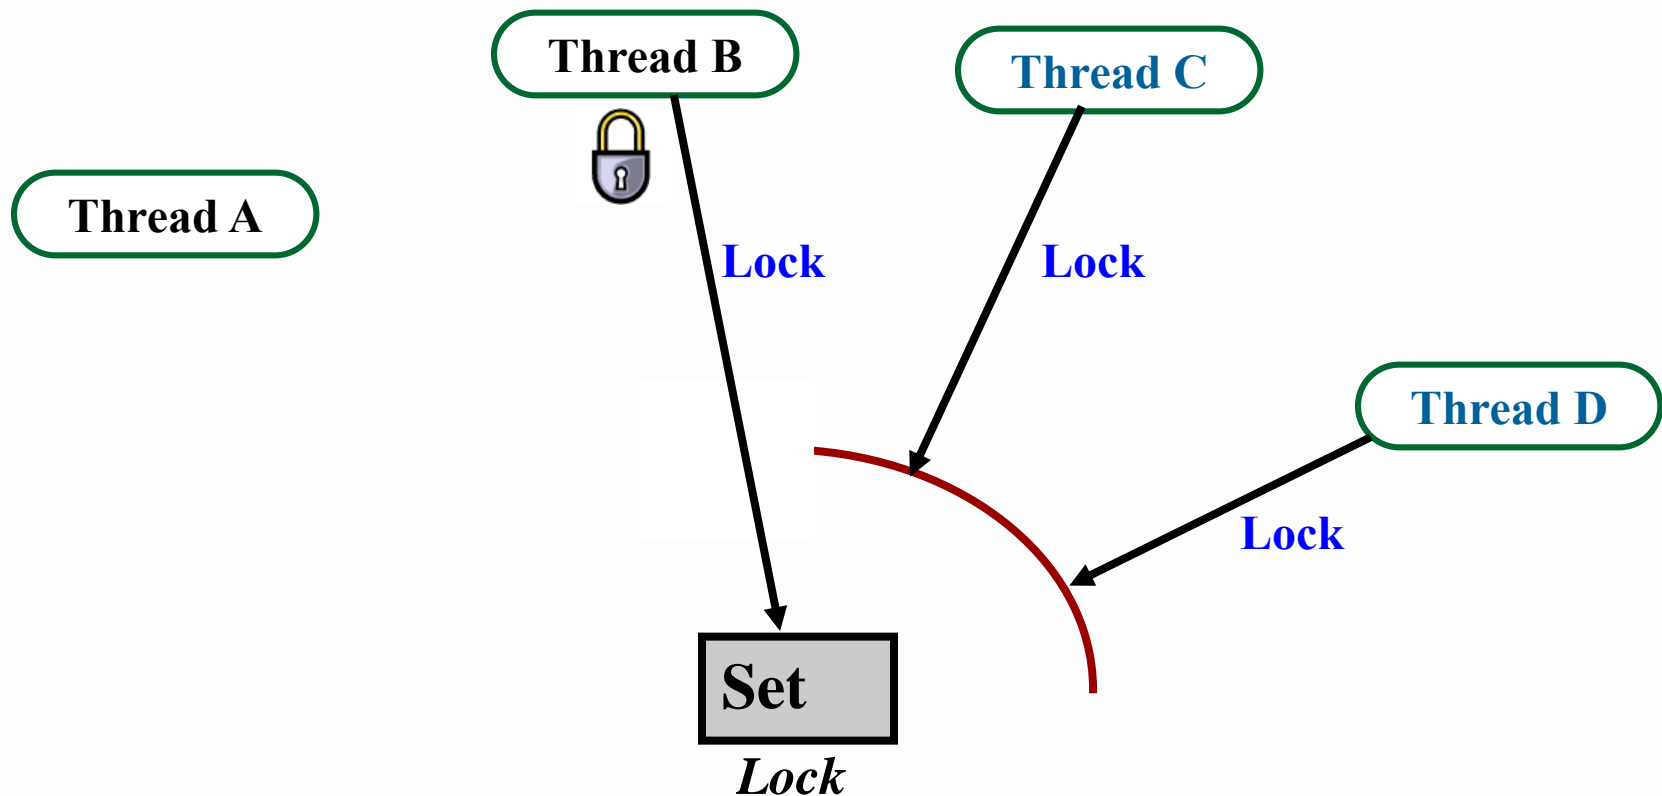 Thread B
Thread C
Thread A
Lock
Lock
Thread D
Lock
Set
Lock